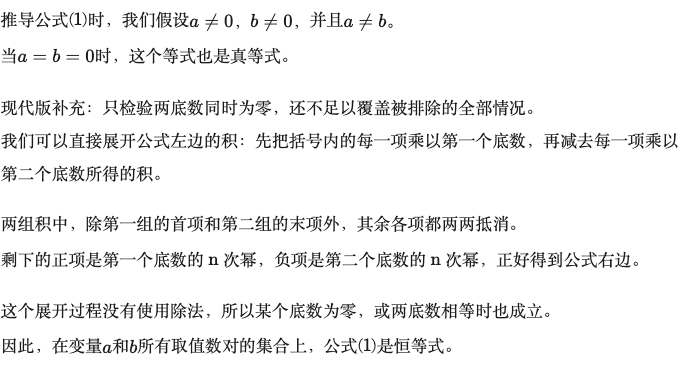 推导公式(1)时，我们假设a ≠ 0，b ≠ 0，并且a ≠ b。
当a = b = 0时，这个等式也是真等式。
现代版补充：只检验两底数同时为零，还不足以覆盖被排除的全部情况。
我们可以直接展开公式左边的积：先把括号内的每一项乘以第一个底数，再减去每一项乘以
第二个底数所得的积。
两组积中，除第一组的首项和第二组的末项外，其余各项都两两抵消。
剩下的正项是第一个底数的 n 次幂，负项是第二个底数的 n 次幂，正好得到公式右边。
这个展开过程没有使用除法，所以某个底数为零，或两底数相等时也成立。
因此，在变量a和b所有取值数对的集合上，公式(1)是恒等式。